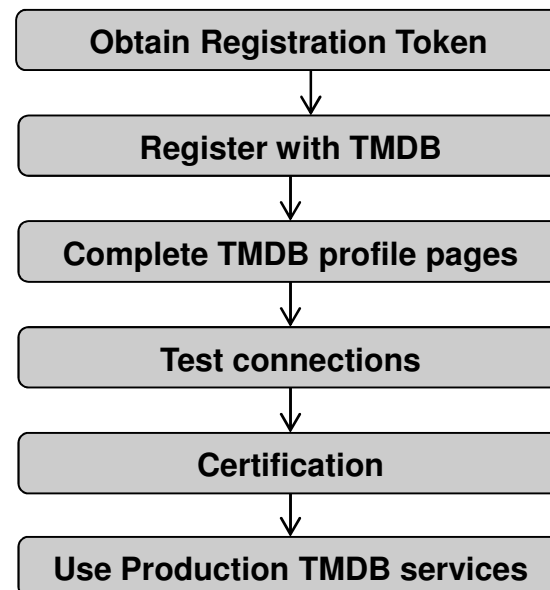 Obtain Registration Token
Register with TMDB
Complete TMDB profile pages
Test connections
Certification
Use Production TMDB services